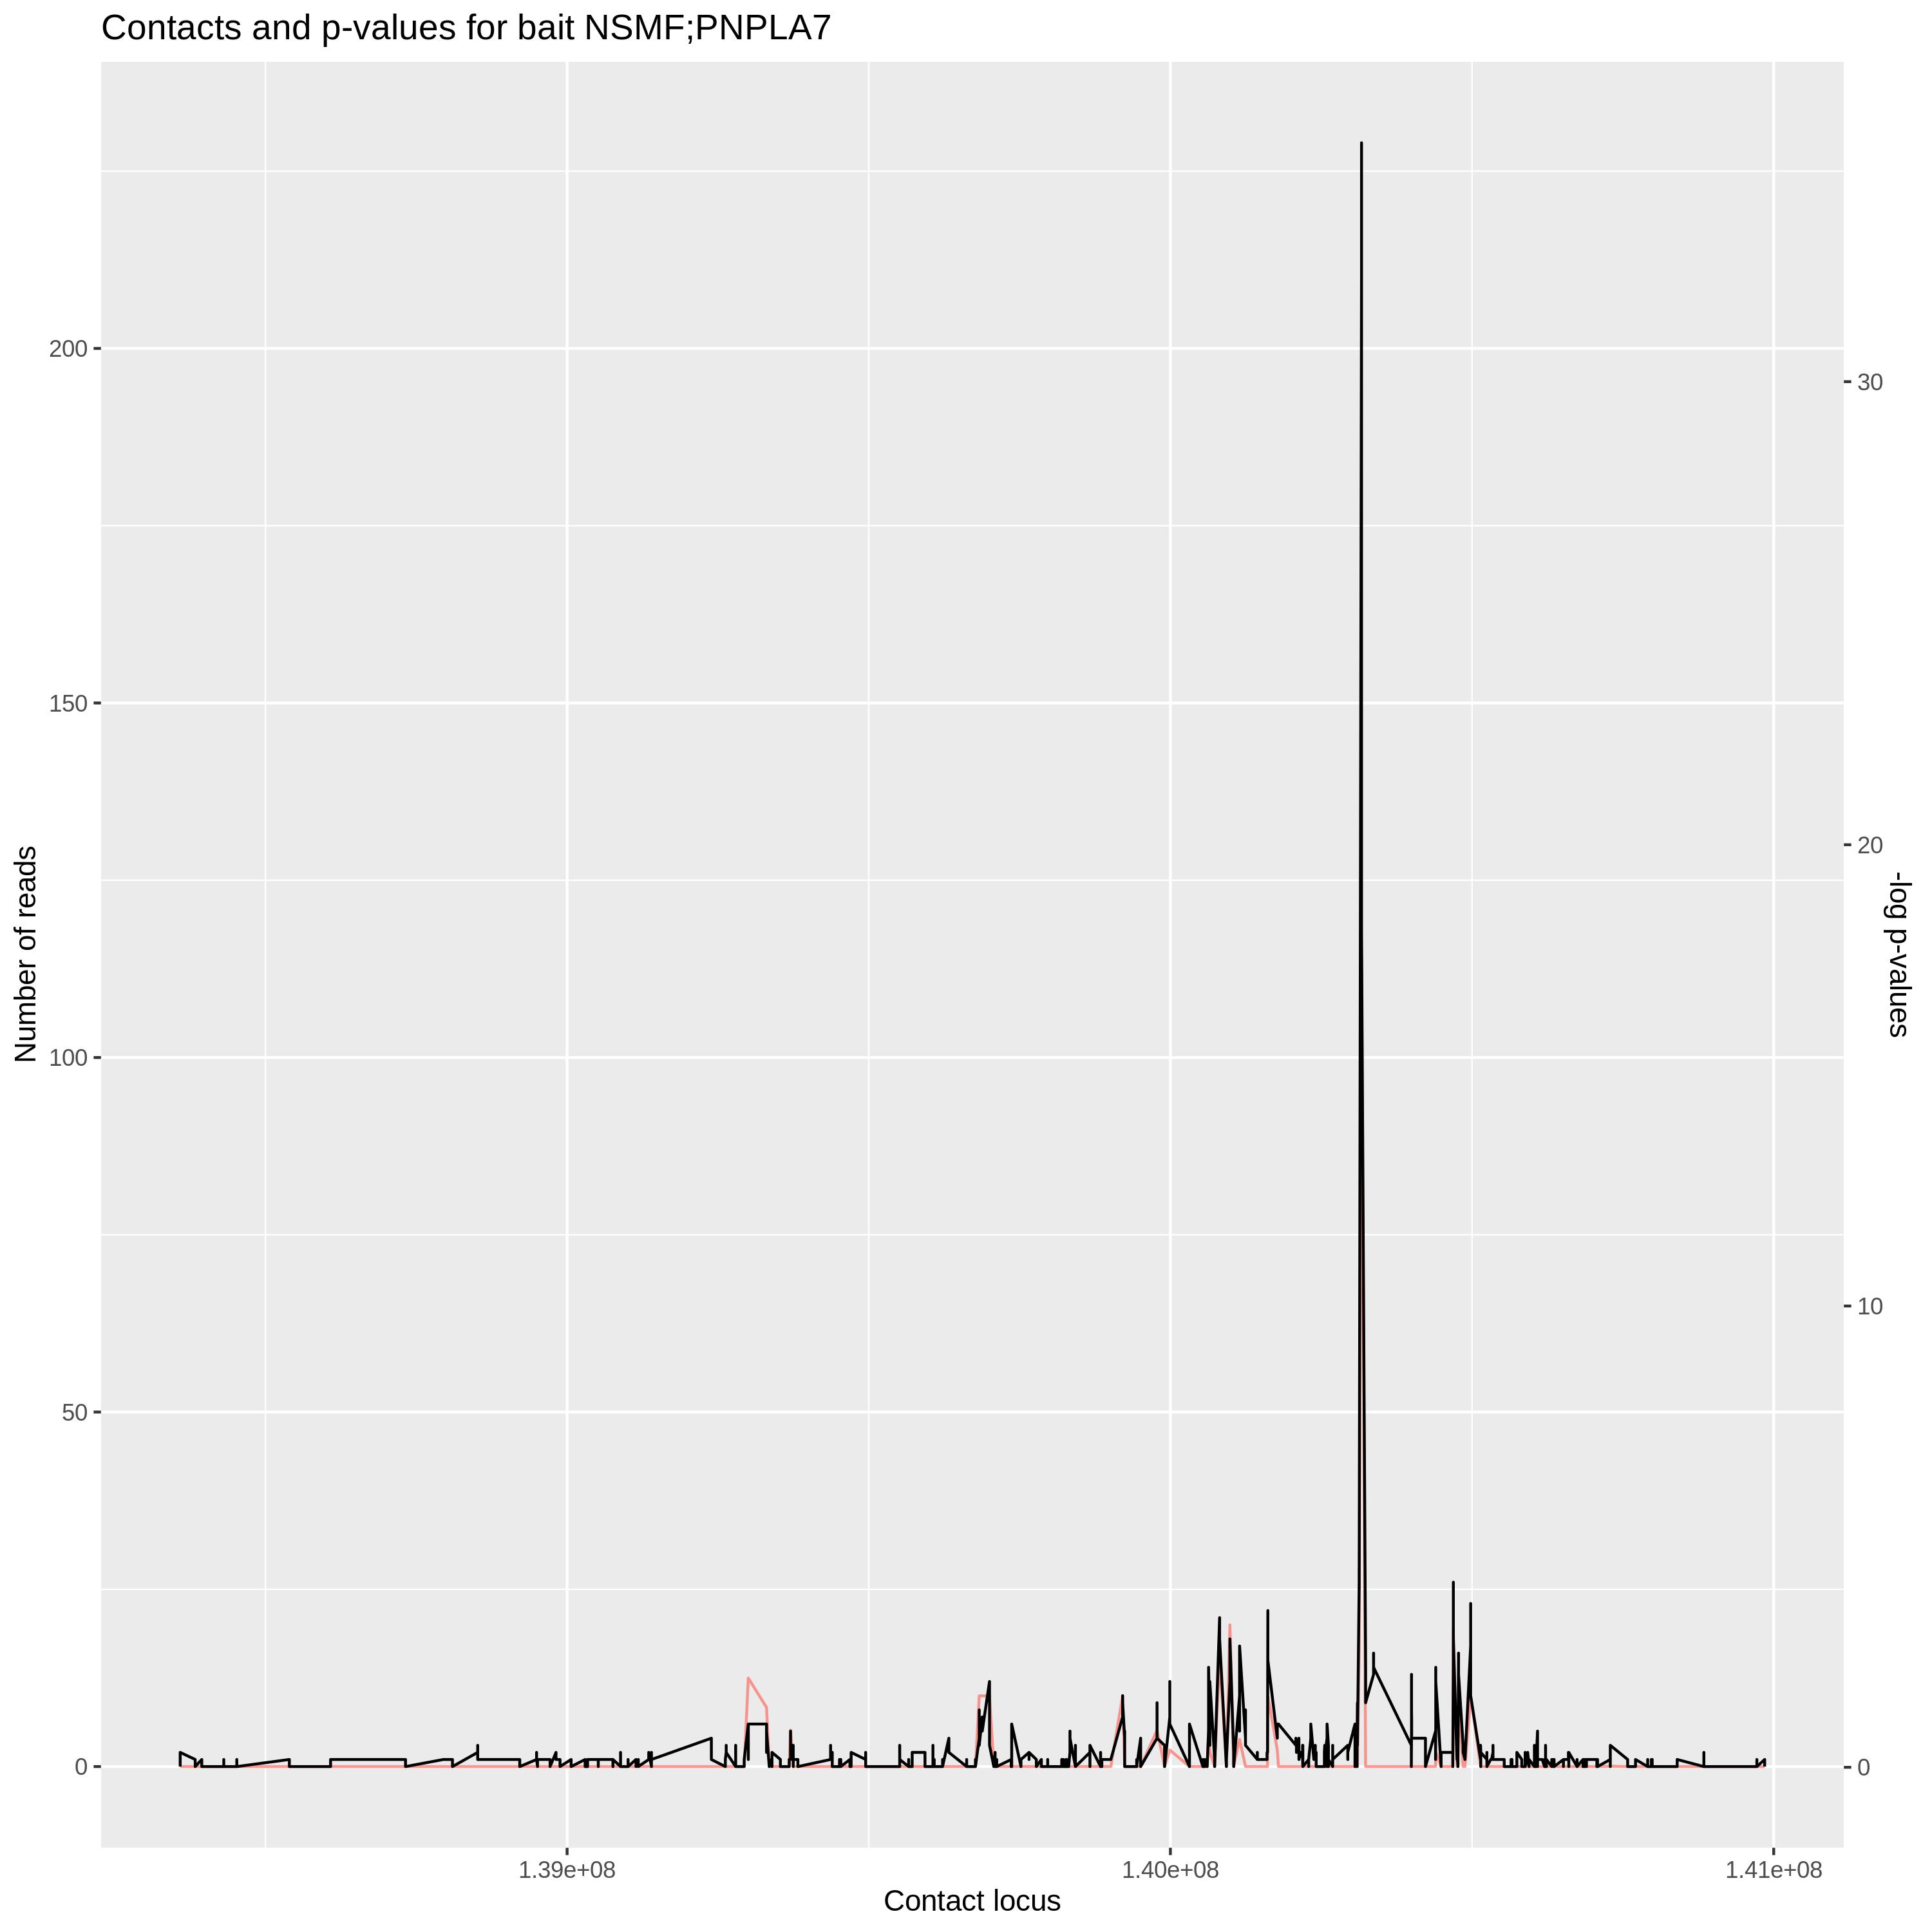 Contacts and p-values for bait NSMF;PNPLA7
Number of reads
200
150
100
50
0
30
20
10
0
-log p-values
1.39e+08
1.40e+08
1.41e+08
Contact locus